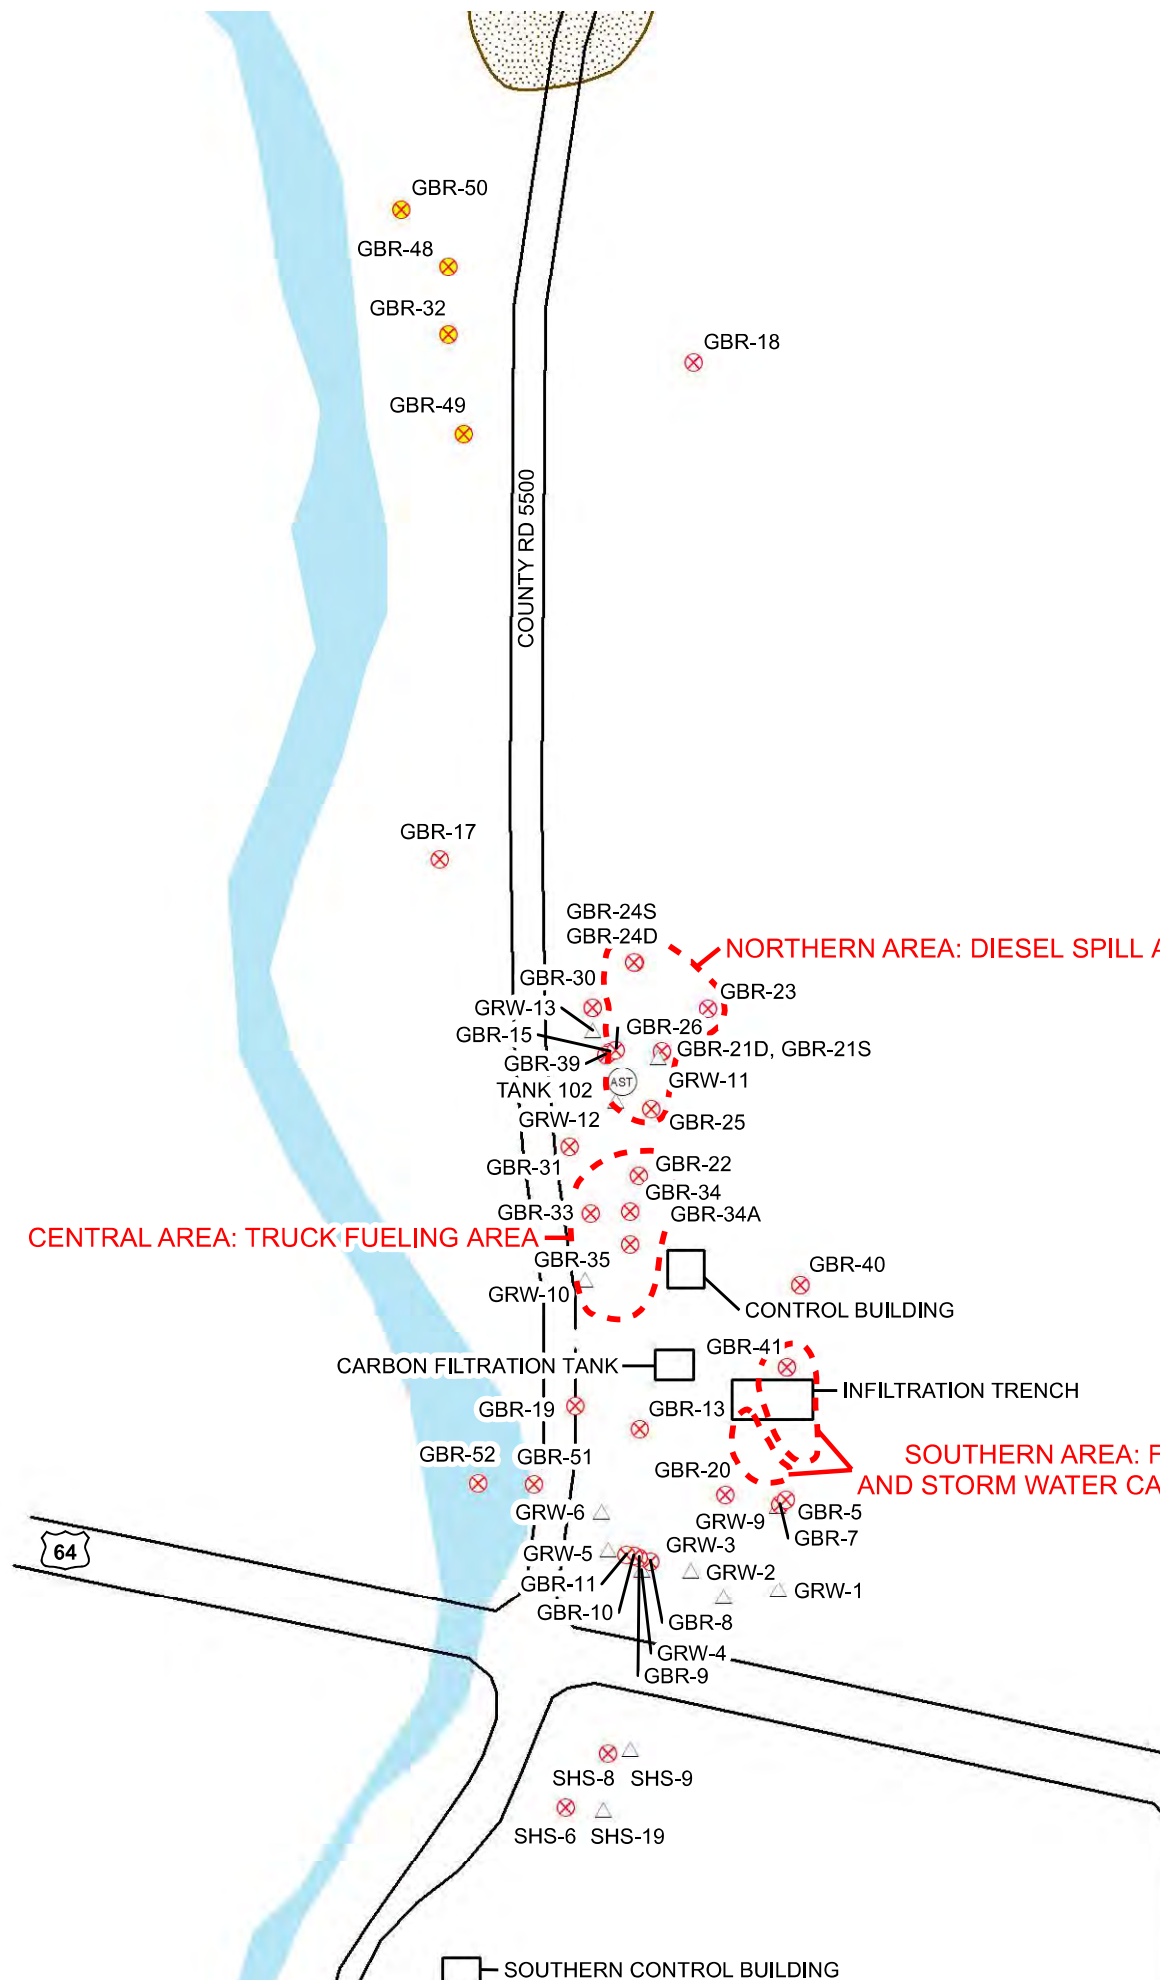 GBR-50
GBR-48
GBR-32
GBR-18
GBR-49
COUNTY RD 5500
GBR-17
GBR-24S
GBR-24D
NORTHERN AREA: DIESEL SPILL A
GBR-30
GBR-23
GRW-13
GBR-26
GBR-15
GBR-21D, GBR-21S
GBR-39
AST
GRW-11
TANK 102
GRW-12
GBR-25
GBR-31
GBR-22
GBR-34
GBR-33
GBR-34A
CENTRAL AREA: TRUCK FUELING AREA
GBR-35
GBR-40
GRW-10
CONTROL BUILDING
GBR-41
CARBON FILTRATION TANK
INFILTRATION TRENCH
GBR-19
GBR-13
SOUTHERN AREA: F
AND STORM WATER CA
GBR-52
GBR-51
GBR-20
GRW-6
GRW-9
GBR-5
GBR-7
64
GRW-5
GRW-3
GBR-11
GRW-2
GRW-1
GBR-10
GBR-8
GRW-4
GBR-9
SHS-8
SHS-9
SHS-6
SHS-19
SOUTHERN CONTROL BUILDING